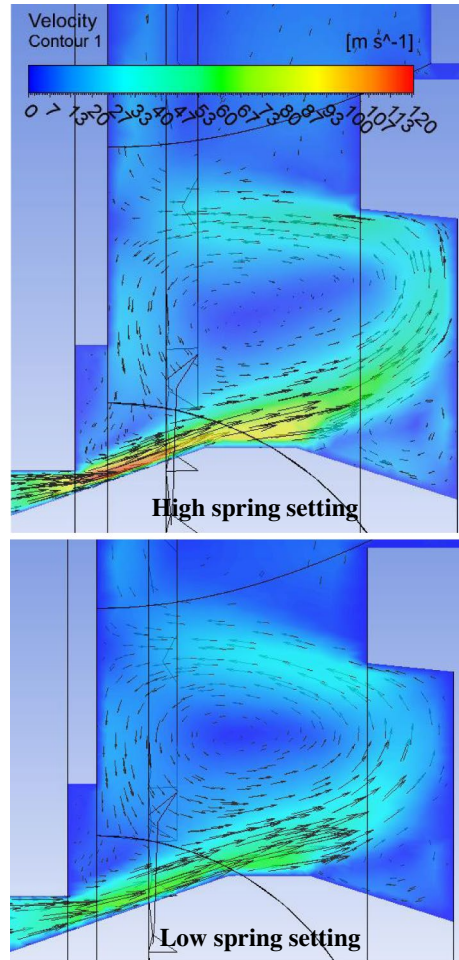 Velocity
Contour 1 [m s^-1]
0 7 13 20 27 33 40 47 53 60 67 73 80 87 93 100 107 113 120
High spring setting
Low spring setting